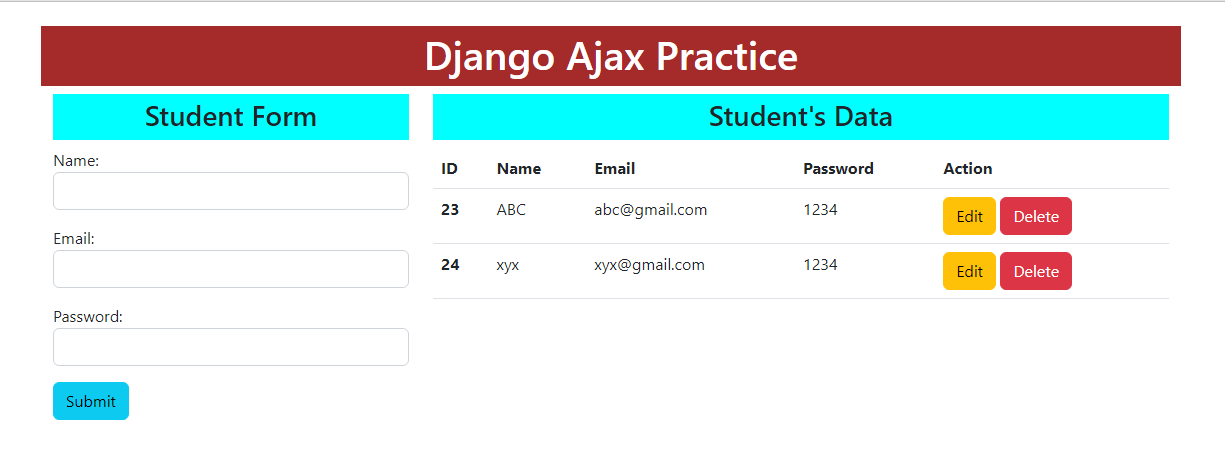 Django Ajax Practice
Student Form
Name:
Email:
Password:
Submit
Student's Data
ID Name Email Password Action
23 ABC abc@gmail.com 1234 Edit Delete
24 xyx xyx@gmail.com 1234 Edit Delete